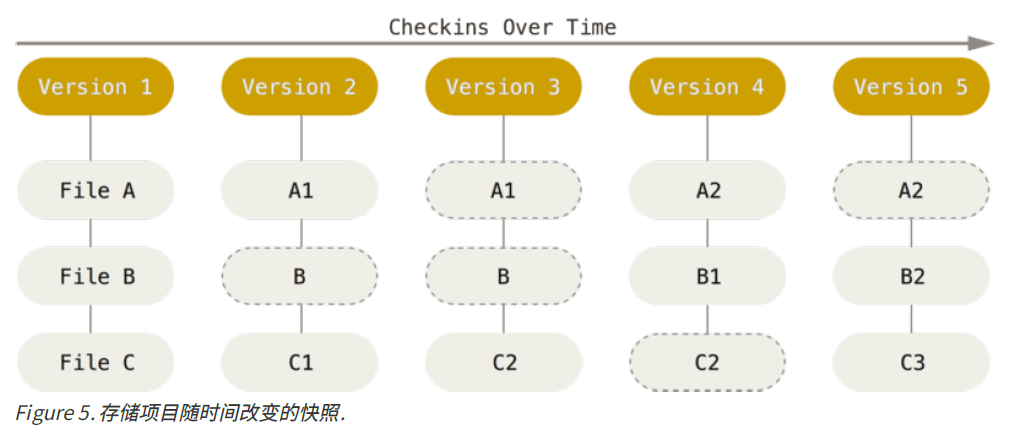 Checkins Over Time
Version 1 Version 2 Version 3 Version 4 Version 5
File A A1 A1 A2 A2
File B B B B1 B2
File C C1 C2 C2 C3
Figure 5. 存储项目随时间改变的快照.